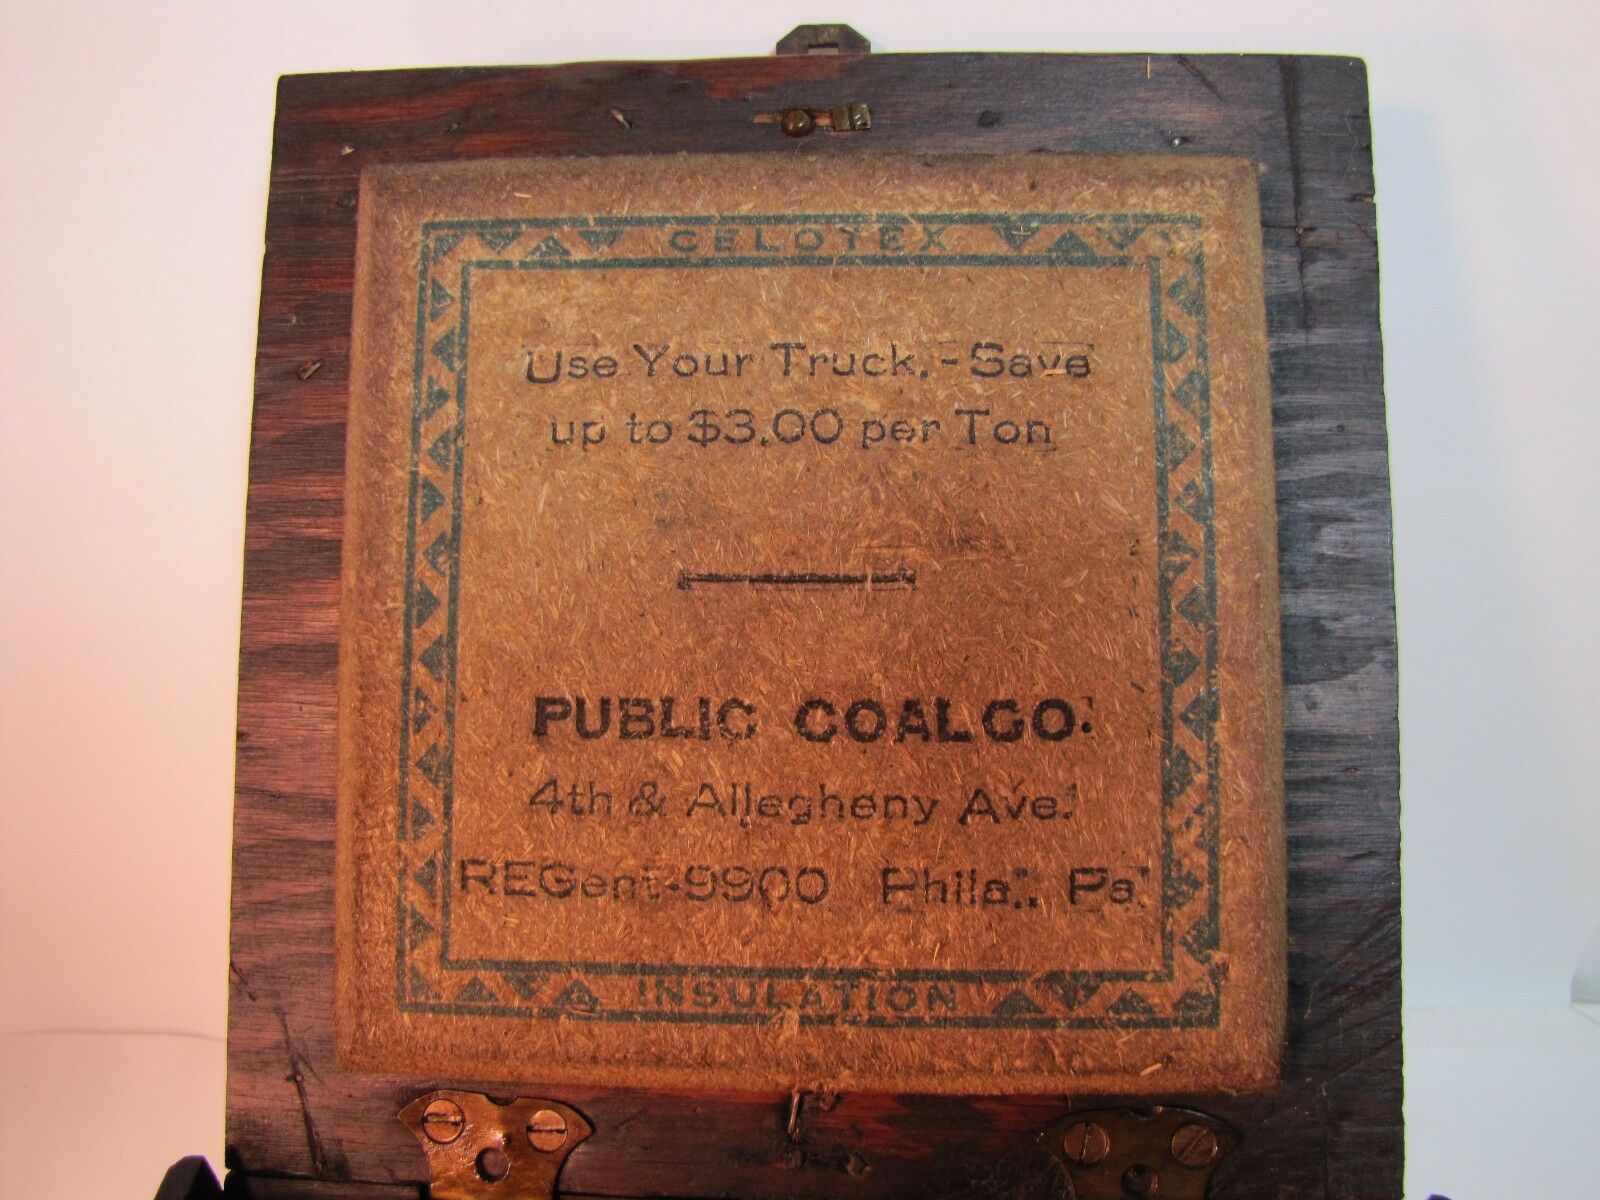 CELOTEX
Use Your Truck. - Save
up to $3.00 per Ton
PUBLIC COAL CO.
4th & Allegheny Ave.
REGent-9900 Phila., Pa.
INSULATION